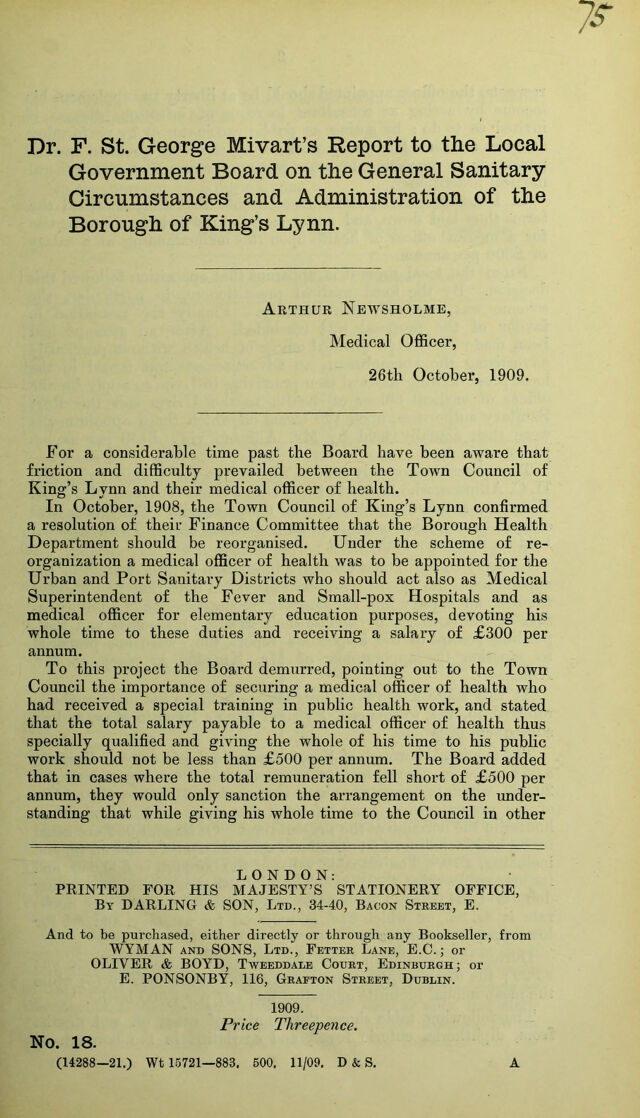 75
Dr. F. St. George Mivart's Report to the Local
Government Board on the General Sanitary
Circumstances and Administration of the
Borough of King's Lynn.
Arthur Newsholme,
Medical Officer,
26th October, 1909.
For a considerable time past the Board have been aware that
friction and difficulty prevailed between the Town Council of
King's Lynn and their medical officer of health.
In October, 1908, the Town Council of King's Lynn confirmed
a resolution of their Finance Committee that the Borough Health
Department should be reorganised. Under the scheme of re-
organization a medical officer of health was to be appointed for the
Urban and Port Sanitary Districts who should act also as Medical
Superintendent of the Fever and Small-pox Hospitals and as
medical officer for elementary education purposes, devoting his
whole time to these duties and receiving a salary of £300 per
annum.
To this project the Board demurred, pointing out to the Town
Council the importance of securing a medical officer of health who
had received a special training in public health work, and stated
that the total salary payable to a medical officer of health thus
specially qualified and giving the whole of his time to his public
work should not be less than £500 per annum. The Board added
that in cases where the total remuneration fell short of £500 per
annum, they would only sanction the arrangement on the under-
standing that while giving his whole time to the Council in other
LONDON:
PRINTED FOR HIS MAJESTY'S STATIONERY OFFICE,
By DARLING & SON, Ltd., 34-40, Bacon Street, E.
And to be purchased, either directly or through any Bookseller, from
WYMAN and SONS, Ltd., Fetter Lane, E.C.; or
OLIVER & BOYD, Tweeddale Court, Edinburgh; or
E. PONSONBY, 116, Grafton Street, Dublin.
1909.
Price Threepence.
No. 18.
(14288—21.) Wt 15721—883. 500. 11/09. D & S. A